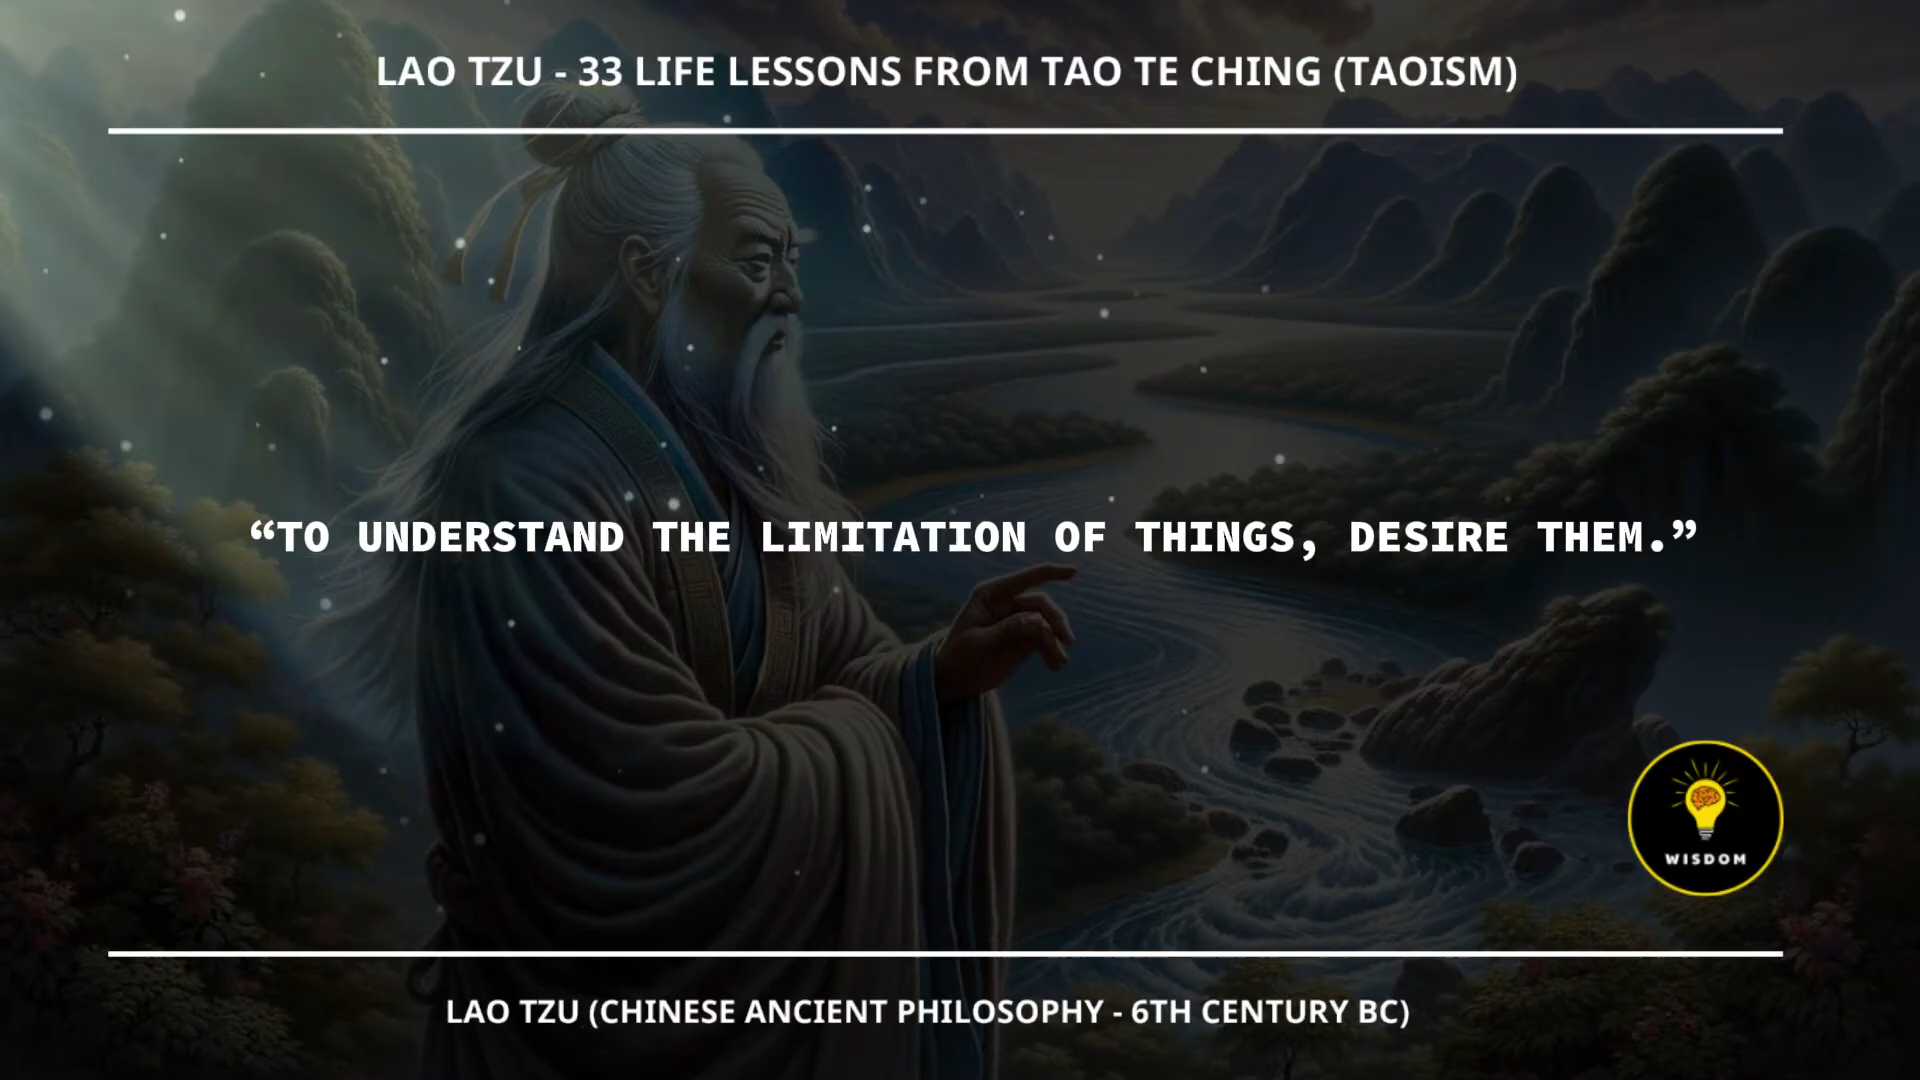 LAO TZU - 33 LIFE LESSONS FROM TAO TE CHING (TAOISM)
“TO UNDERSTAND THE LIMITATION OF THINGS, DESIRE THEM.”
WISDOM
LAO TZU (CHINESE ANCIENT PHILOSOPHY - 6TH CENTURY BC)